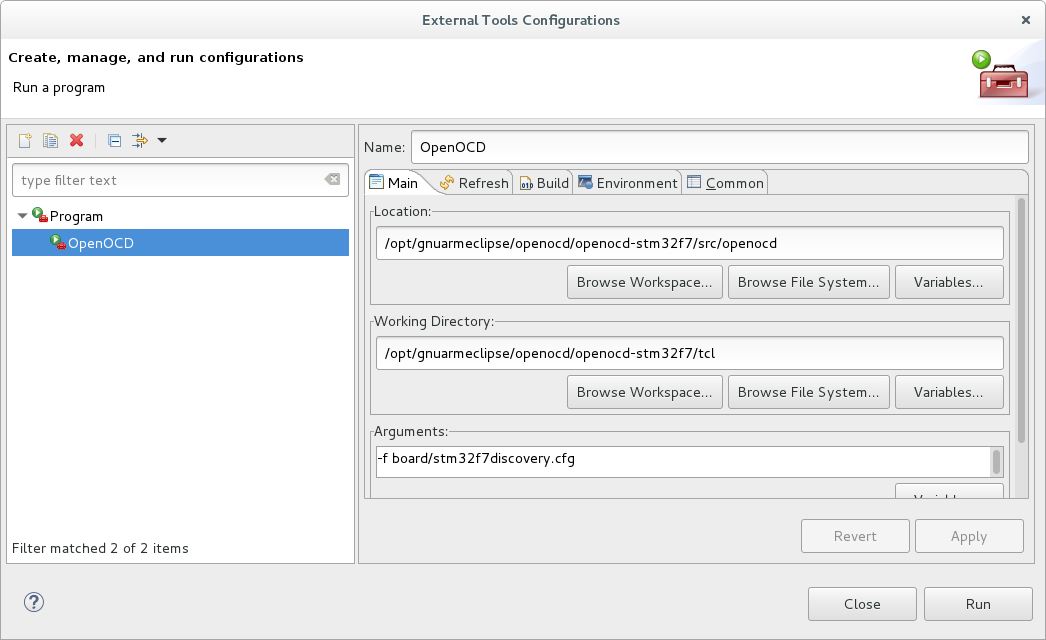 External Tools Configurations
Create, manage, and run configurations
Run a program
type filter text
Program
OpenOCD
Filter matched 2 of 2 items
Name: OpenOCD
Main Refresh Build Environment Common
Location:
/opt/gnuarmeclipse/openocd/openocd-stm32f7/src/openocd
Browse Workspace... Browse File System... Variables...
Working Directory:
/opt/gnuarmeclipse/openocd/openocd-stm32f7/tcl
Browse Workspace... Browse File System... Variables...
Arguments:
-f board/stm32f7discovery.cfg
Revert Apply
Close Run